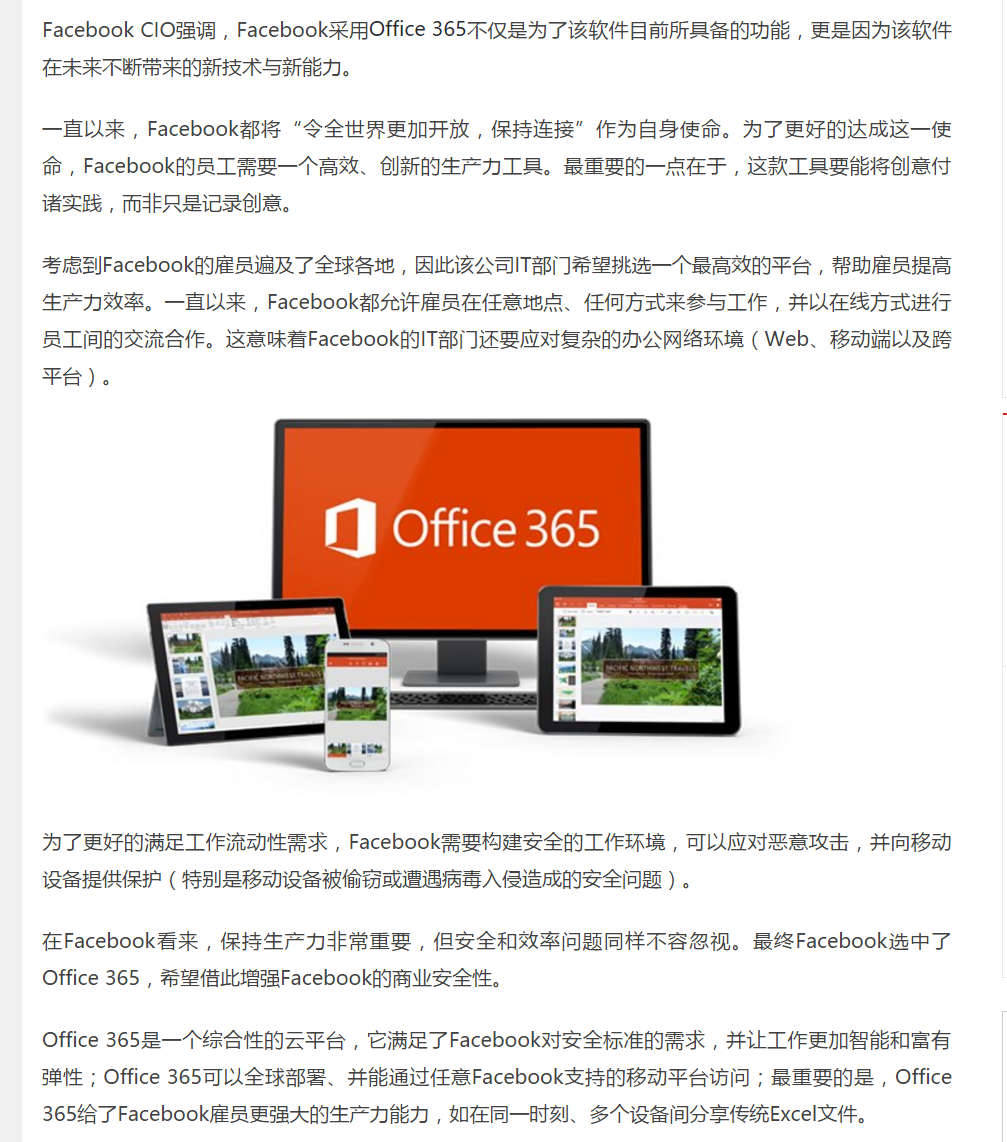 Facebook CIO强调，Facebook采用Office 365不仅是为了该软件目前所具备的功能，更是因为该软件
在未来不断带来的新技术与新能力。
一直以来，Facebook都将“令全世界更加开放，保持连接”作为自身使命。为了更好的达成这一使
命，Facebook的员工需要一个高效、创新的生产力工具。最重要的一点在于，这款工具要能将创意付
诸实践，而非只是记录创意。
考虑到Facebook的雇员遍及了全球各地，因此该公司IT部门希望挑选一个最高效的平台，帮助雇员提高
生产力效率。一直以来，Facebook都允许雇员在任意地点、任何方式来参与工作，并以在线方式进行
员工间的交流合作。这意味着Facebook的IT部门还要应对复杂的办公网络环境（Web、移动端以及跨
平台）。
Office 365
PACIFIC NORTHWEST TRAVELS
PACIFIC NORTHWEST TRAVELS
为了更好的满足工作流动性需求，Facebook需要构建安全的工作环境，可以应对恶意攻击，并向移动
设备提供保护（特别是移动设备被偷窃或遭遇病毒入侵造成的安全问题）。
在Facebook看来，保持生产力非常重要，但安全和效率问题同样不容忽视。最终Facebook选中了
Office 365，希望借此增强Facebook的商业安全性。
Office 365是一个综合性的云平台，它满足了Facebook对安全标准的需求，并让工作更加智能和富有
弹性；Office 365可以全球部署、并能通过任意Facebook支持的移动平台访问；最重要的是，Office
365给了Facebook雇员更强大的生产力能力，如在同一时刻、多个设备间分享传统Excel文件。